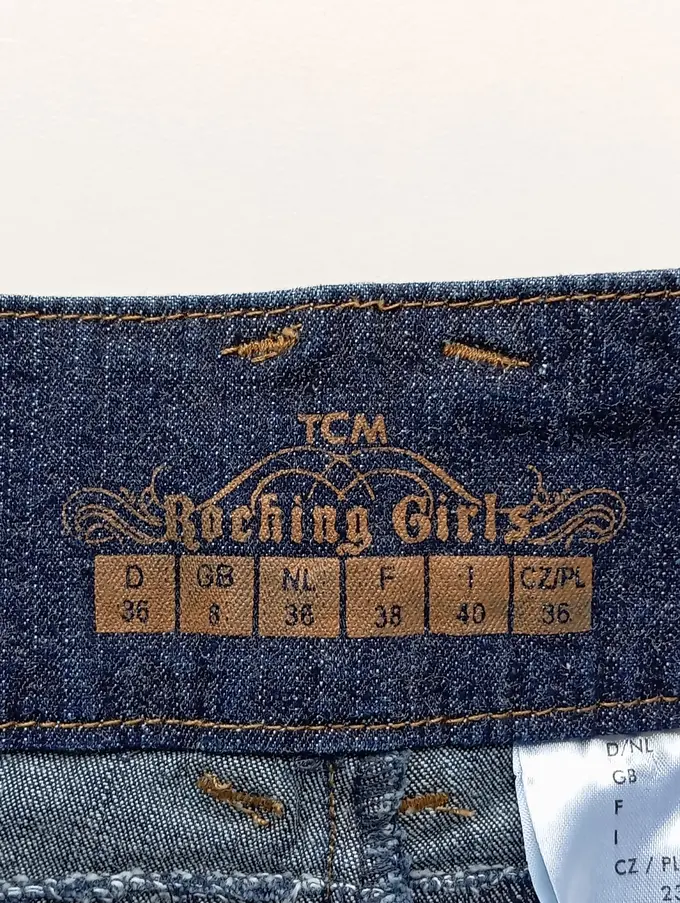 TCM
Rocking Girls
D GB NL F I CZ/PL
36 8 36 38 40 36
D/NL
GB
F
I
CZ / PL